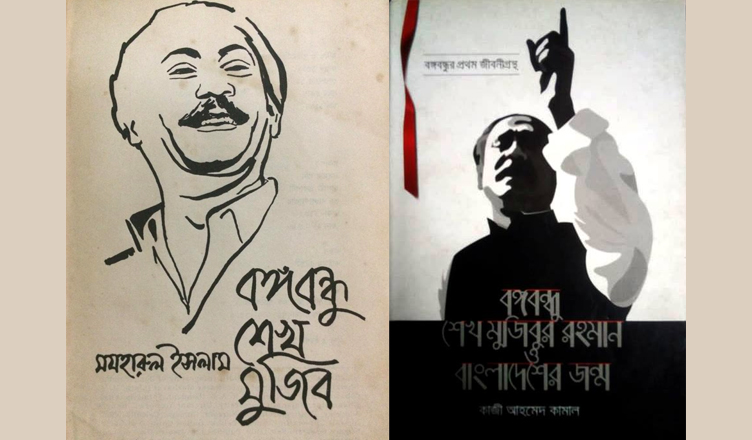 বঙ্গবন্ধু
শেখ
মুজিব
মযহারুল ইসলাম
বঙ্গবন্ধুর প্রথম জীবনীগ্রন্থ
বঙ্গবন্ধু
শেখ মুজিবুর রহমান
ও
বাংলাদেশের জন্ম
কাজী আহমেদ কামাল